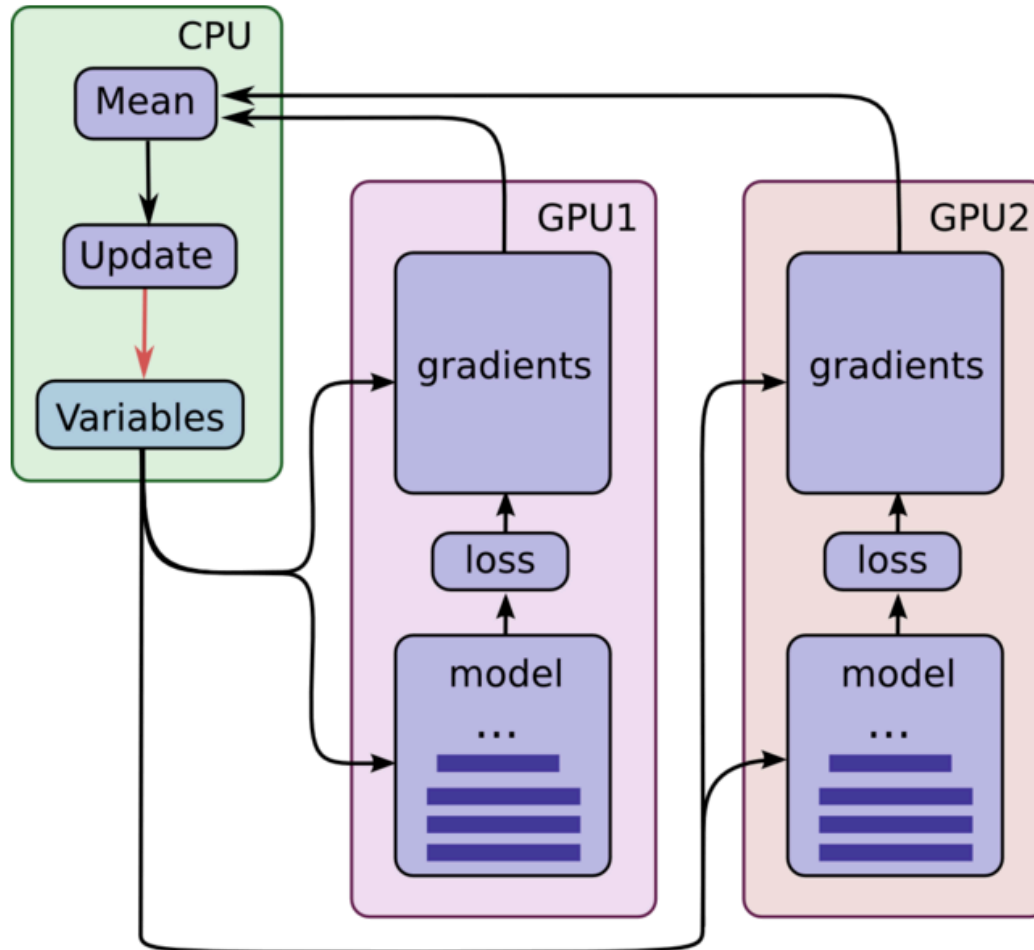 CPU
Mean
Update
Variables
GPU1
gradients
loss
model
...
GPU2
gradients
loss
model
...